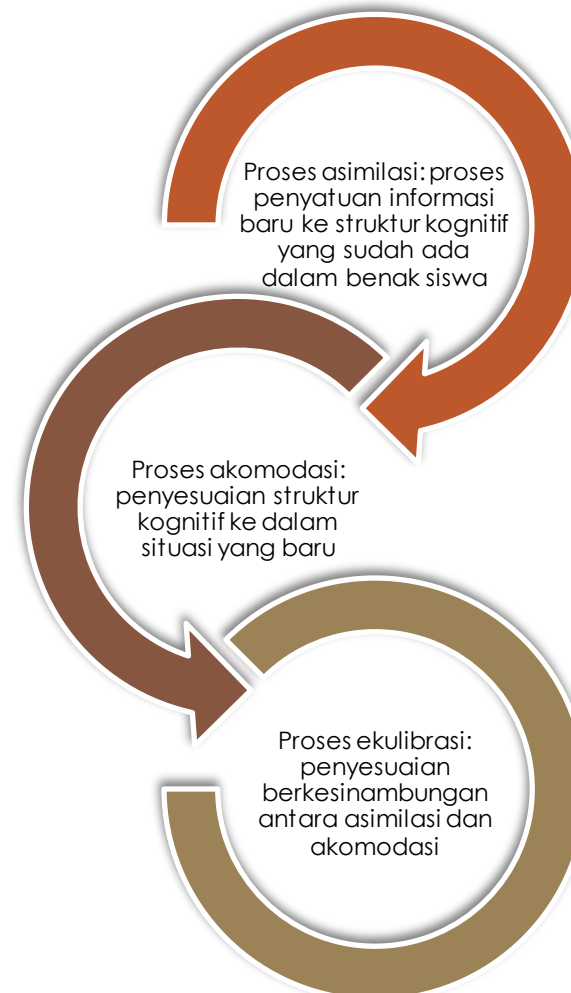 Proses asimilasi: proses
penyatuan informasi
baru ke struktur kognitif
yang sudah ada
dalam benak siswa
Proses akomodasi:
penyesuaian struktur
kognitif ke dalam
situasi yang baru
Proses ekulibrasi:
penyesuaian
berkesinambungan
antara asimilasi dan
akomodasi